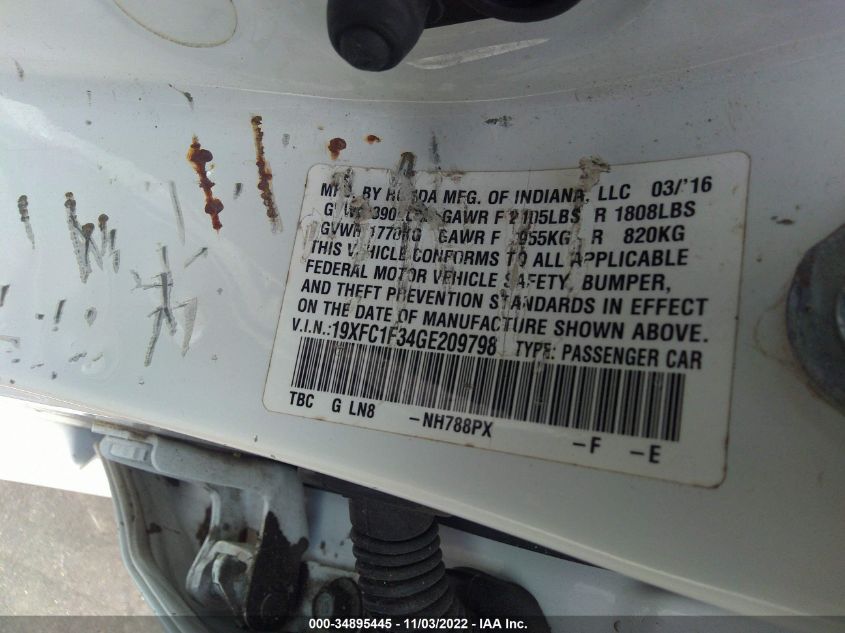 MFD. BY HONDA MFG. OF INDIANA, LLC 03/'16
GAWR F 2105LBS R 1808LBS
GVWR 1770KG GAWR F 955KG R 820KG
THIS VEHICLE CONFORMS TO ALL APPLICABLE
FEDERAL MOTOR VEHICLE SAFETY, BUMPER,
AND THEFT PREVENTION STANDARDS IN EFFECT
ON THE DATE OF MANUFACTURE SHOWN ABOVE.
V.I.N.:19XFC1F34GE209798 TYPE: PASSENGER CAR
TBC G LN8 -NH788PX -F -E
000-34895445 - 11/03/2022 - IAA Inc.